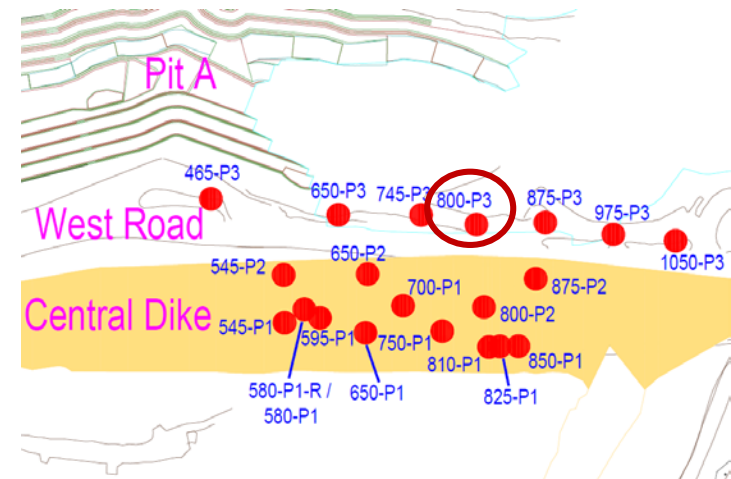 Pit A
465-P3
650-P3
745-P3
800-P3
875-P3
975-P3
1050-P3
West Road
545-P2
650-P2
700-P1
875-P2
800-P2
Central Dike
545-P1
595-P1
750-P1
810-P1
850-P1
580-P1-R /
580-P1
650-P1
825-P1